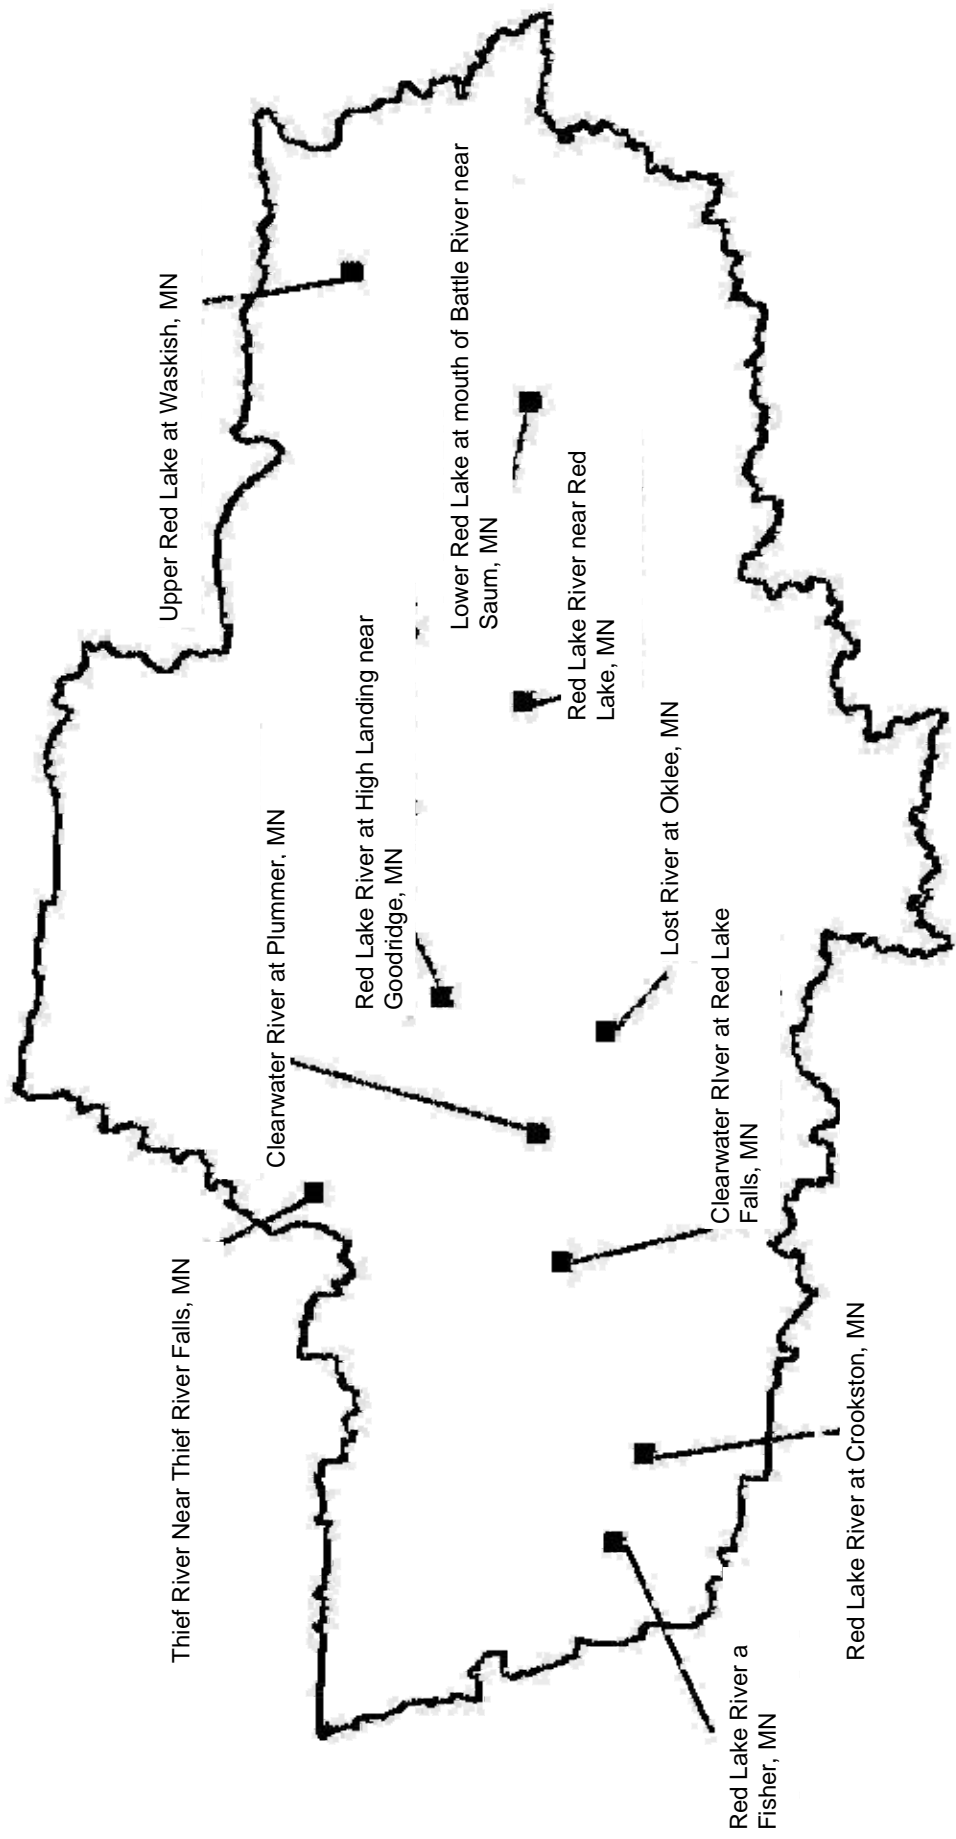 Upper Red Lake at Waskish, MN
Thief River Near Thief River Falls, MN
Clearwater River at Plummer, MN
Red Lake River at High Landing near
Goodridge, MN
Lower Red Lake at mouth of Battle River near
Saum, MN
Red Lake River near Red
Lake, MN
Lost River at Oklee, MN
Clearwater RIver at Red Lake
Falls, MN
Red Lake River a
Fisher, MN
Red Lake River at Crookston, MN